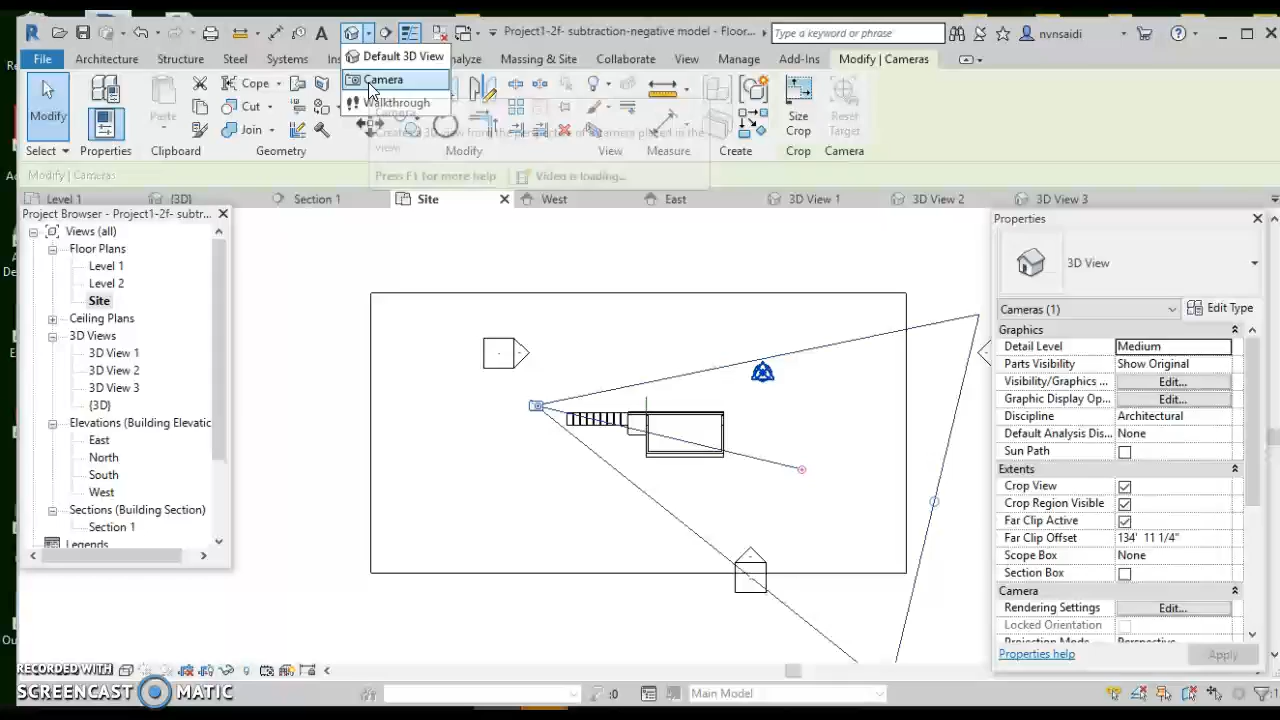 Project1-2f- subtraction-negative model - Floor...
Type a keyword or phrase
nvnsaidi
Default 3D View
Camera
Walkthrough
File
Architecture
Structure
Steel
Systems
Massing & Site
Collaborate
View
Manage
Add-Ins
Modify | Cameras
Modify
Properties
Paste
Cope
Cut
Join
Size Crop
Reset Target
Select
Properties
Clipboard
Geometry
Modify
View
Measure
Create
Crop
Camera
Camera
Press F1 for more help
Video is loading...
Modify | Cameras
Level 1
{3D}
Section 1
Site
West
East
3D View 1
3D View 2
3D View 3
Project Browser - Project1-2f- subtr...
Views (all)
Floor Plans
Level 1
Level 2
Site
Ceiling Plans
3D Views
3D View 1
3D View 2
3D View 3
{3D}
Elevations (Building Elevatic
East
North
South
West
Sections (Building Section)
Section 1
Legends
Properties
3D View
Cameras (1)
Edit Type
Graphics
Detail Level Medium
Parts Visibility Show Original
Visibility/Graphics ... Edit...
Graphic Display Op... Edit...
Discipline Architectural
Default Analysis Dis... None
Sun Path
Extents
Crop View
Crop Region Visible
Far Clip Active
Far Clip Offset 134' 11 1/4"
Scope Box None
Section Box
Camera
Rendering Settings Edit...
Locked Orientation
Projection Mode Perspective
Properties help
Apply
RECORDED WITH
SCREENCAST MATIC
:0
Main Model